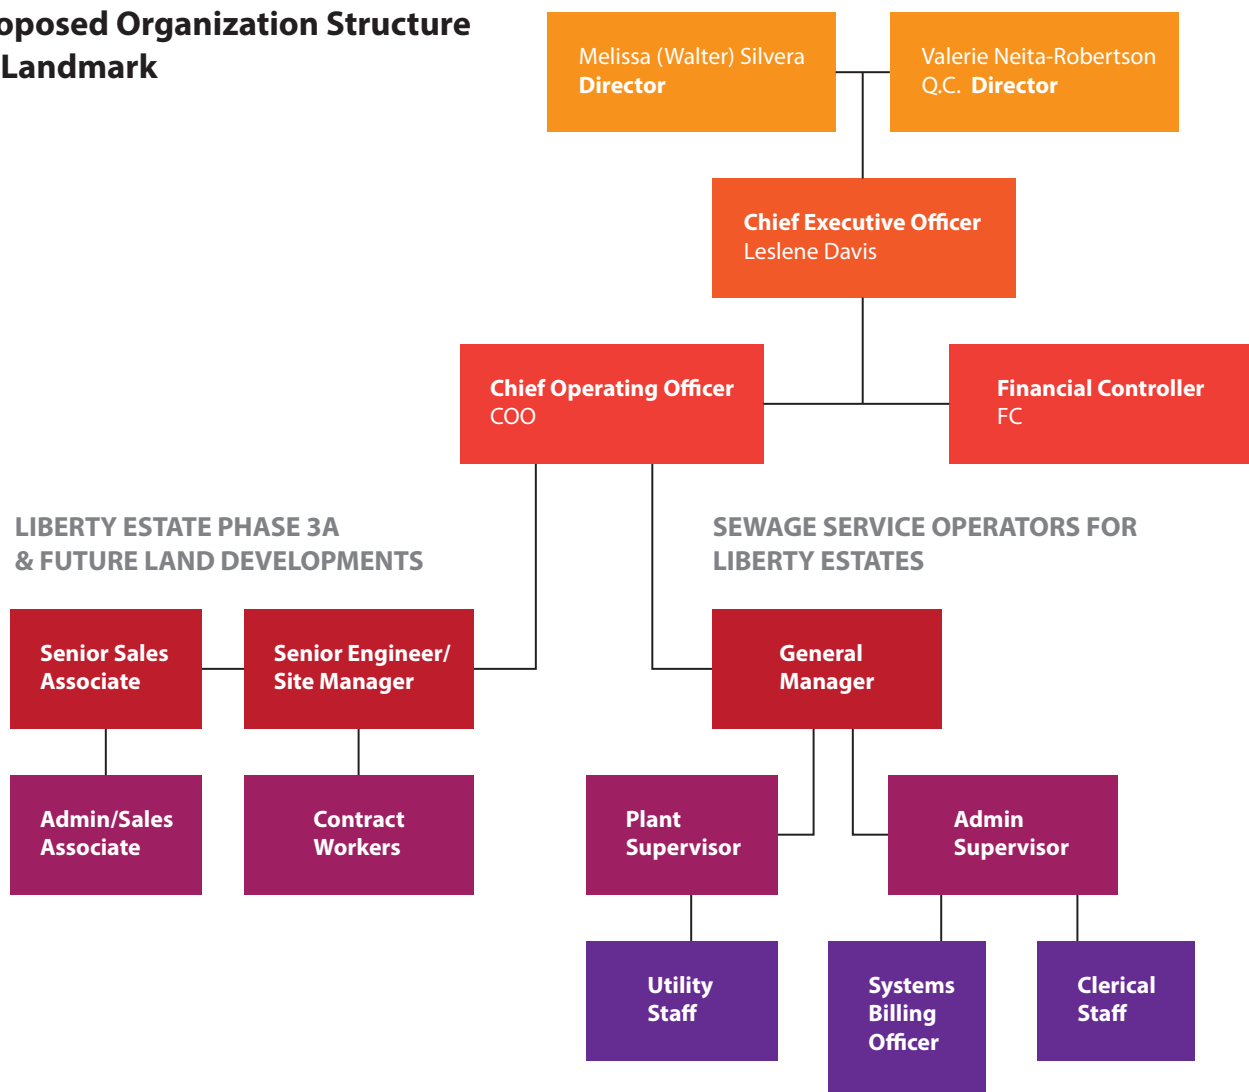 oposed Organization Structure
Landmark
Melissa (Walter) Silvera
Director
Valerie Neita-Robertson
Q.C. Director
Chief Executive Officer
Leslene Davis
Chief Operating Officer
COO
Financial Controller
FC
LIBERTY ESTATE PHASE 3A
& FUTURE LAND DEVELOPMENTS
SEWAGE SERVICE OPERATORS FOR
LIBERTY ESTATES
Senior Sales
Associate
Senior Engineer/
Site Manager
General
Manager
Admin/Sales
Associate
Contract
Workers
Plant
Supervisor
Admin
Supervisor
Utility
Staff
Systems
Billing
Officer
Clerical
Staff